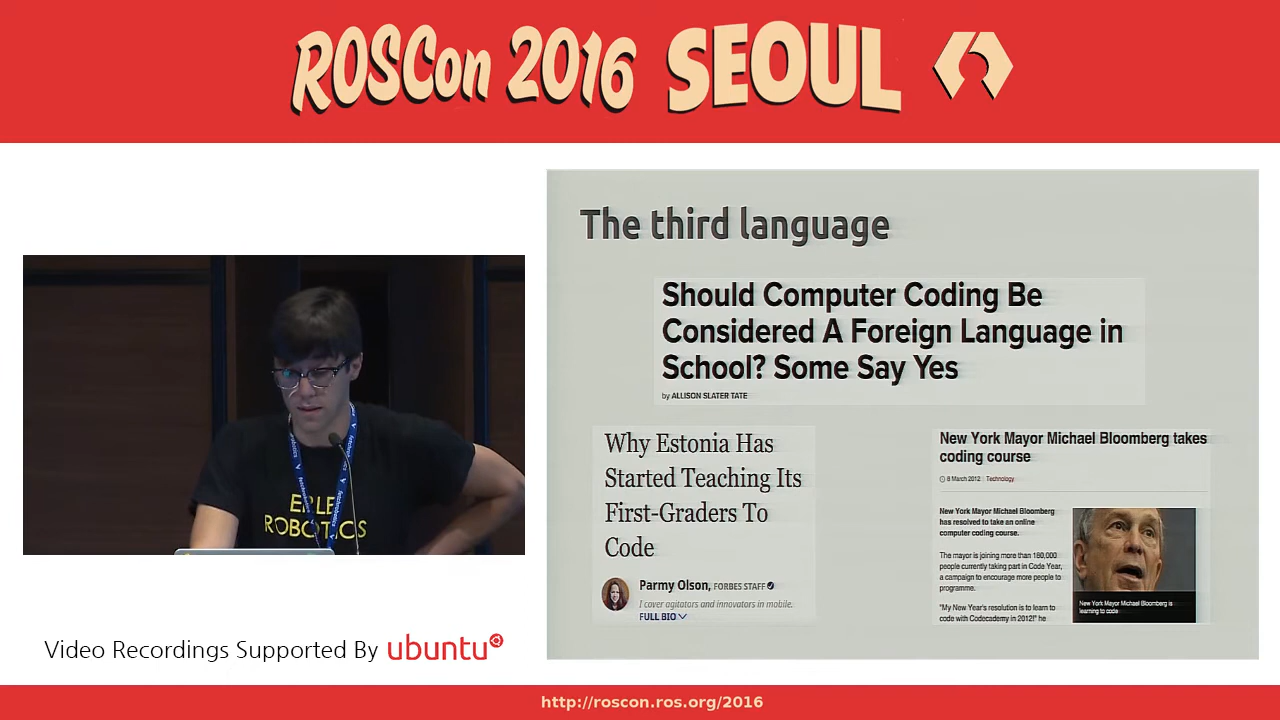 ROSCon 2016 SEOUL
The third language
Should Computer Coding Be
Considered A Foreign Language in
School? Some Say Yes
by ALLISON SLATER TATE
Why Estonia Has
Started Teaching Its
First-Graders To
Code
Parmy Olson, FORBES STAFF
I cover agitators and innovators in mobile.
FULL BIO
New York Mayor Michael Bloomberg takes
coding course
8 March 2012 Technology
New York Mayor Michael Bloomberg
has resolved to take an online
computer coding course.
The mayor is joining more than 180,000
people currently taking part in Code Year,
a campaign to encourage more people to
programme.
"My New Year's resolution is to learn to
code with Codecademy in 2012!" he
New York Mayor Michael Bloomberg is
learning to code
ERLE
ROBOTICS
Video Recordings Supported By ubuntu
http://roscon.ros.org/2016